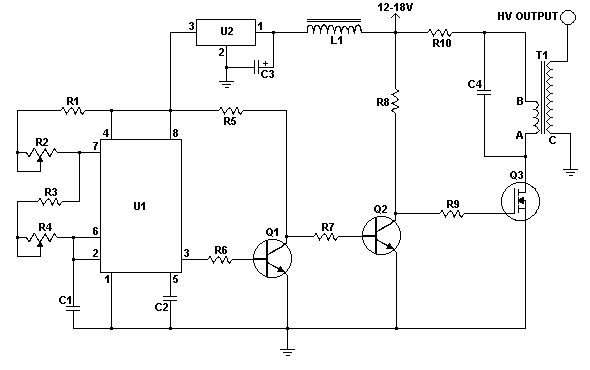 12-18V
HV OUTPUT
3 U2 1
2
L1
R10
T1
C3 +
C4
R1
R5
R8
B
4 8
A
C
R2
7
U1
R3
Q3
R4
6
Q1
R7
Q2
R9
2
3
R6
1 5
C1
C2